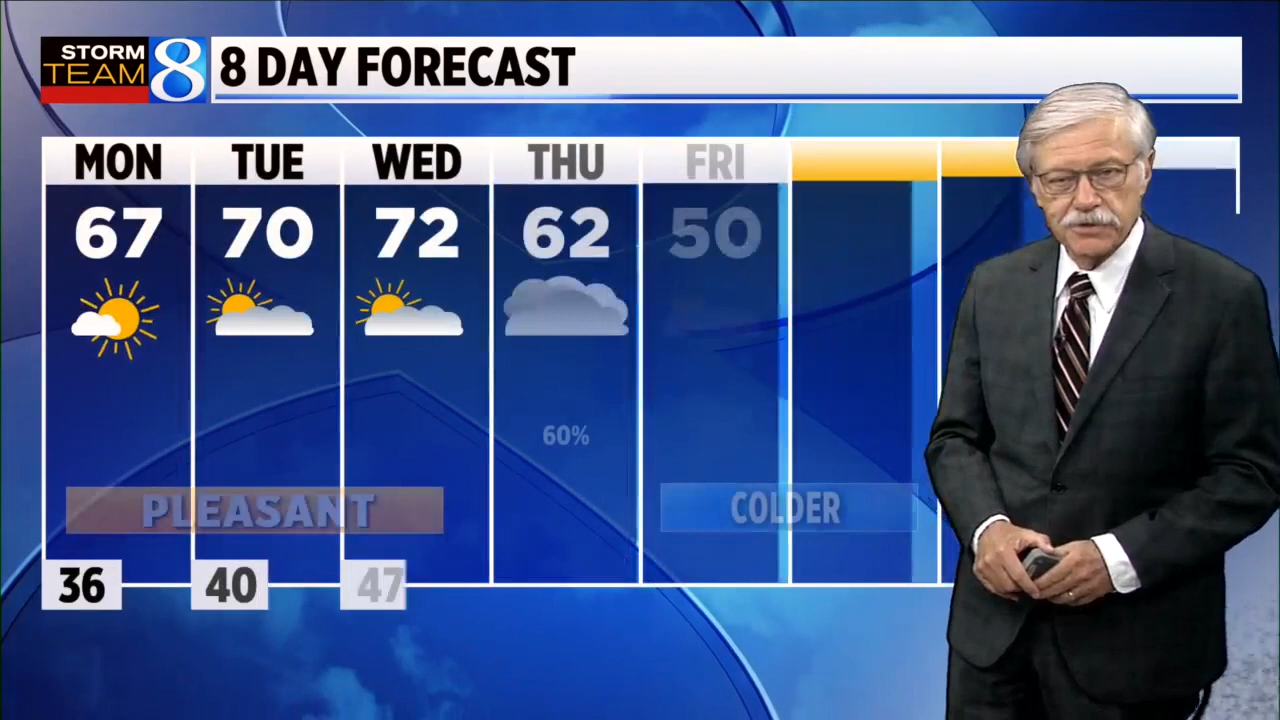 STORM
TEAM 8
8 DAY FORECAST
MON TUE WED THU FRI
67 70 72 62 50
60%
PLEASANT COLDER
36 40 47